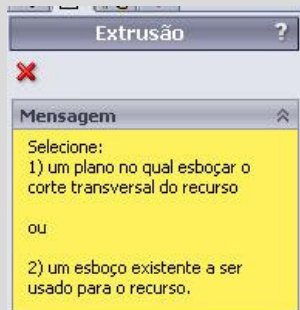 Extrusão ?
Mensagem
Selecione:
1) um plano no qual esboçar o
corte transversal do recurso
ou
2) um esboço existente a ser
usado para o recurso.